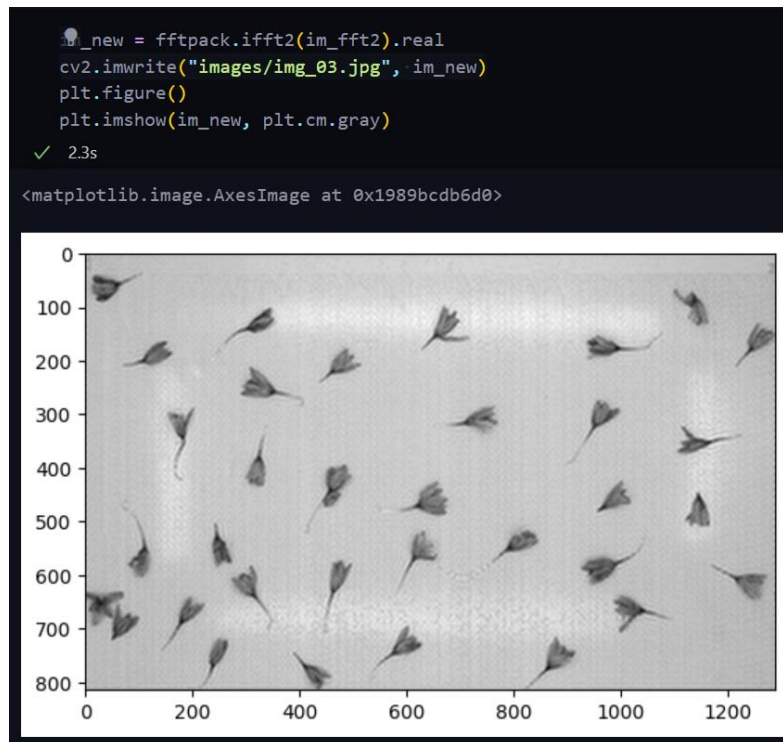 im_new = fftpack.ifft2(im_fft2).real
cv2.imwrite("images/img_03.jpg", im_new)
plt.figure()
plt.imshow(im_new, plt.cm.gray)
✓ 2.3s
<matplotlib.image.AxesImage at 0x1989bcdb6d0>
0
100
200
300
400
500
600
700
800
0 200 400 600 800 1000 1200